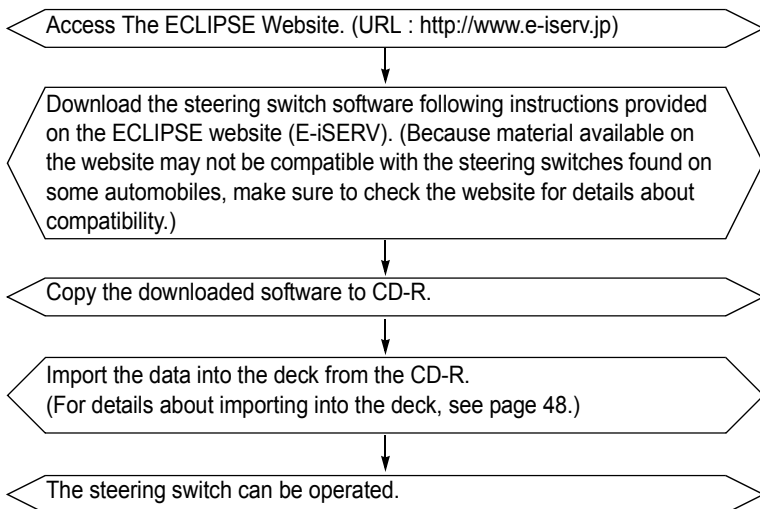 Access The ECLIPSE Website. (URL : http://www.e-iserv.jp)
Download the steering switch software following instructions provided
on the ECLIPSE website (E-iSERV). (Because material available on
the website may not be compatible with the steering switches found on
some automobiles, make sure to check the website for details about
compatibility.)
Copy the downloaded software to CD-R.
Import the data into the deck from the CD-R.
(For details about importing into the deck, see page 48.)
The steering switch can be operated.